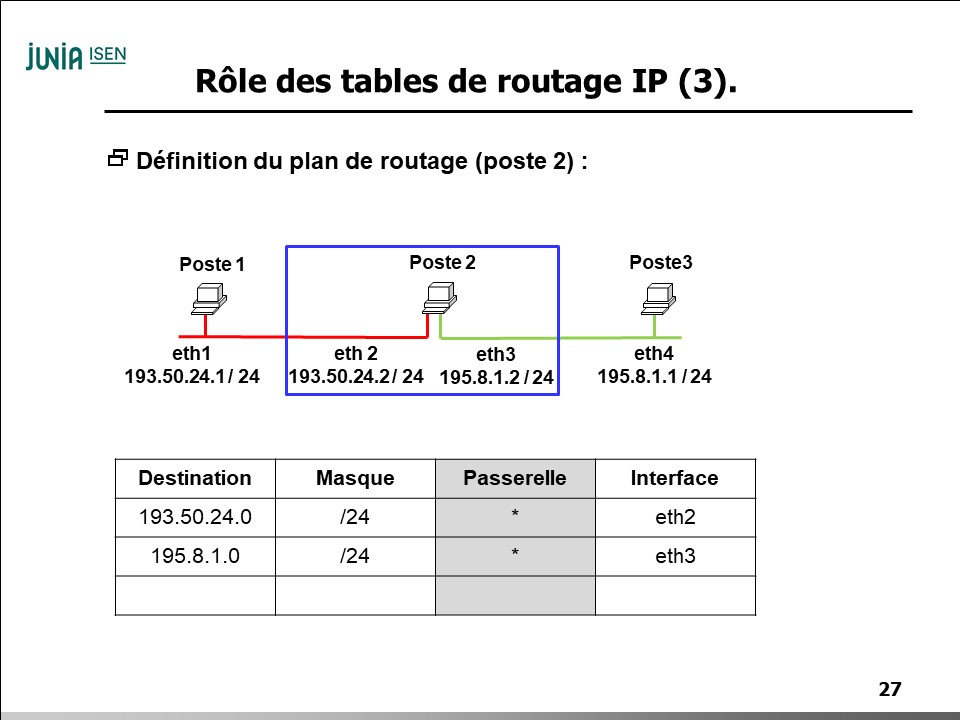 JUNIA ISEN
Rôle des tables de routage IP (3).
Définition du plan de routage (poste 2) :
Poste 1 Poste 2 Poste3
eth1 eth 2 eth3 eth4
193.50.24.1 / 24 193.50.24.2 / 24 195.8.1.2 / 24 195.8.1.1 / 24
Destination Masque Passerelle Interface
193.50.24.0 /24 * eth2
195.8.1.0 /24 * eth3
27